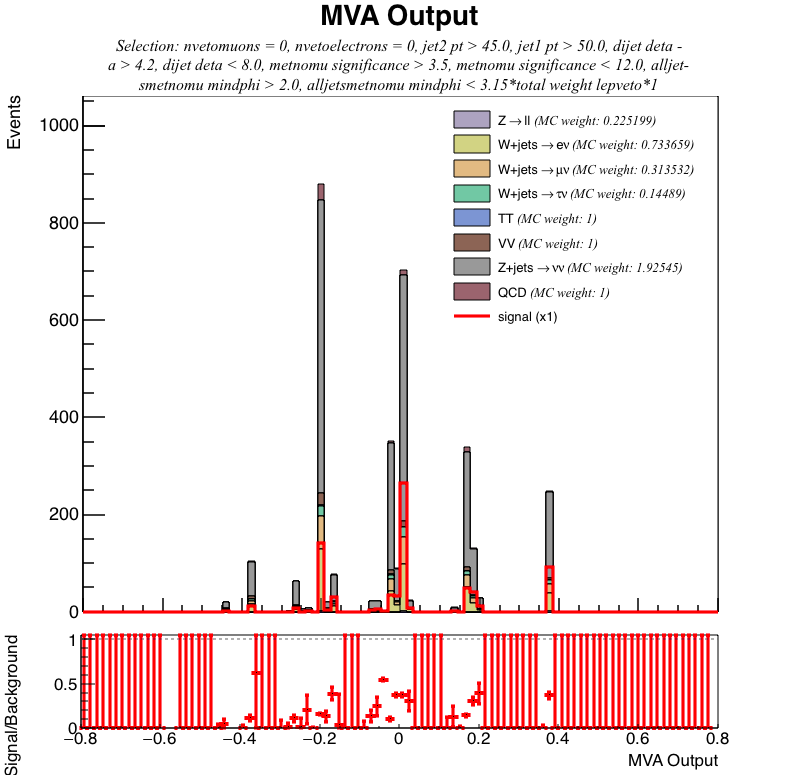 MVA Output
Selection: nvetomuons = 0, nvetoelectrons = 0, jet2 pt > 45.0, jet1 pt > 50.0, dijet deta -
a > 4.2, dijet deta < 8.0, metnomu significance > 3.5, metnomu significance < 12.0, alljet-
smetnomu mindphi > 2.0, alljetsmetnomu mindphi < 3.15*total weight lepveto*1
Events
1000
800
600
400
200
0
Z→ll (MC weight: 0.225199)
W+jets→eν (MC weight: 0.733659)
W+jets→μν (MC weight: 0.313532)
W+jets→τν (MC weight: 0.14489)
TT (MC weight: 1)
VV (MC weight: 1)
Z+jets→νν (MC weight: 1.92545)
QCD (MC weight: 1)
signal (x1)
Signal/Background
1
0.5
0
−0.8 −0.6 −0.4 −0.2 0 0.2 0.4 0.6 0.8
MVA Output